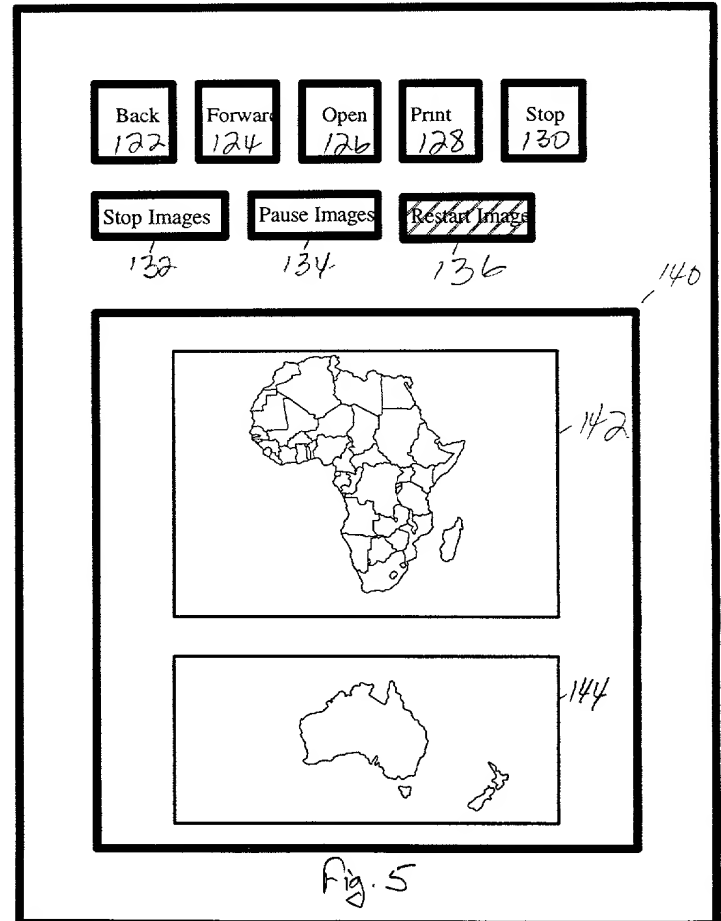 Back Forward Open Print Stop
122 124 126 128 130
Stop Images Pause Images Restart Image
132 134 136
140
142
144
Fig. 5